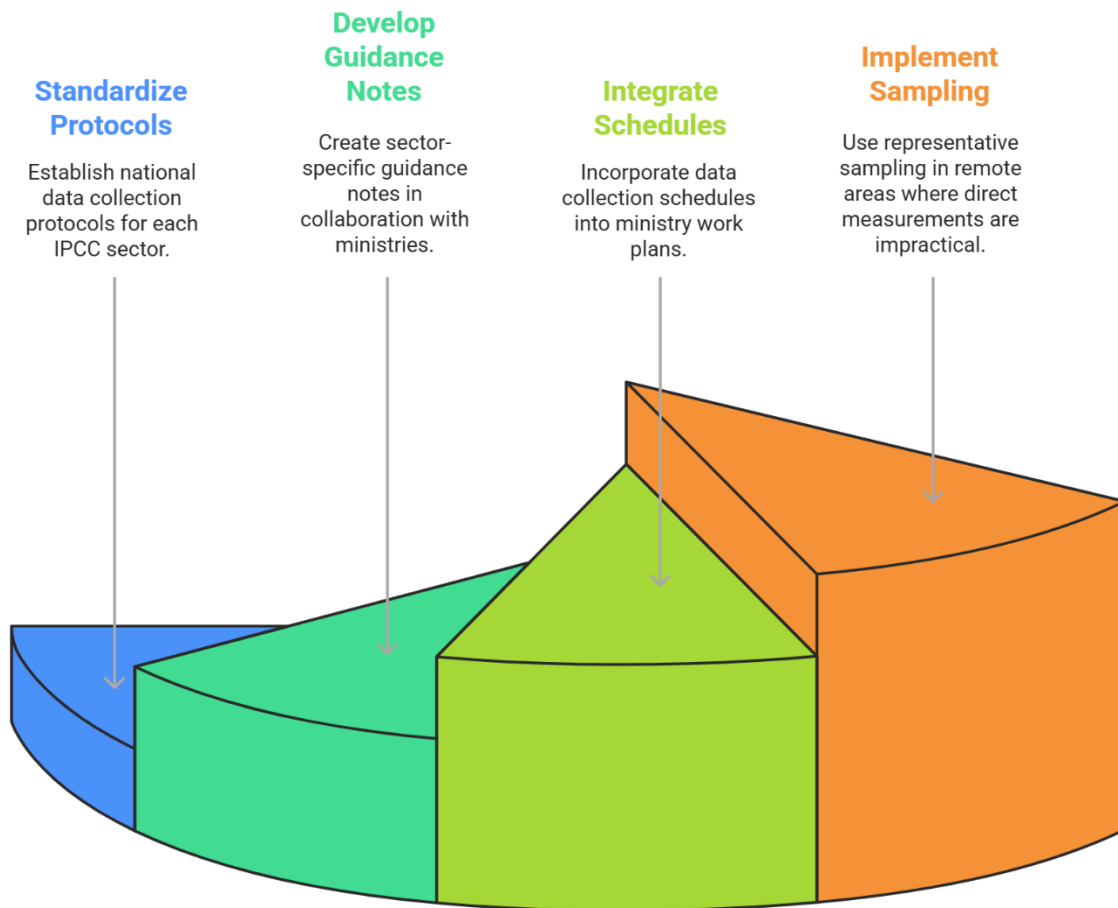 Standardize
Protocols
Establish national
data collection
protocols for each
IPCC sector.
Develop
Guidance
Notes
Create sector-
specific guidance
notes in
collaboration with
ministries.
Integrate
Schedules
Incorporate data
collection schedules
into ministry work
plans.
Implement
Sampling
Use representative
sampling in remote
areas where direct
measurements are
impractical.